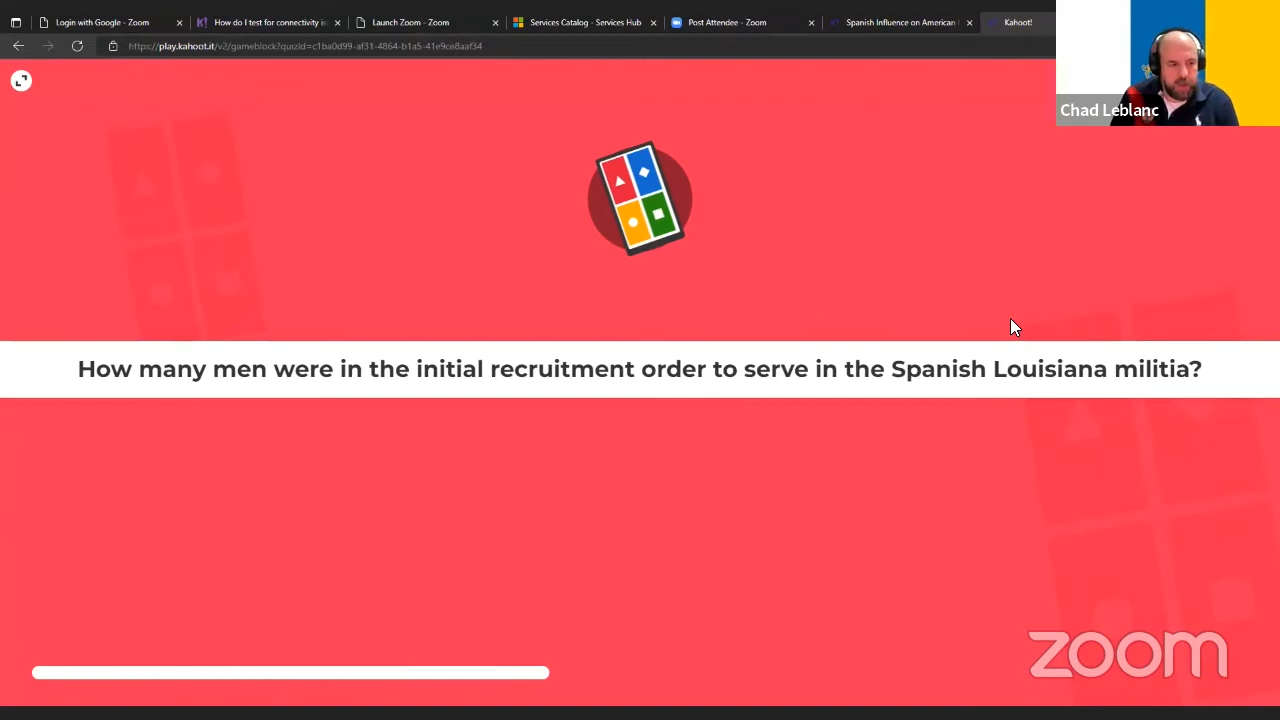 Login with Google - Zoom
How do I test for connectivity is
Launch Zoom - Zoom
Services Catalog - Services Hub
Post Attendee - Zoom
Spanish Influence on American
Kahoot!
https://play.kahoot.it/v2/gameblock?quizId=c1ba0d99-af31-4864-b1a5-41e9ce8aaf34
Chad Leblanc
How many men were in the initial recruitment order to serve in the Spanish Louisiana militia?
zoom